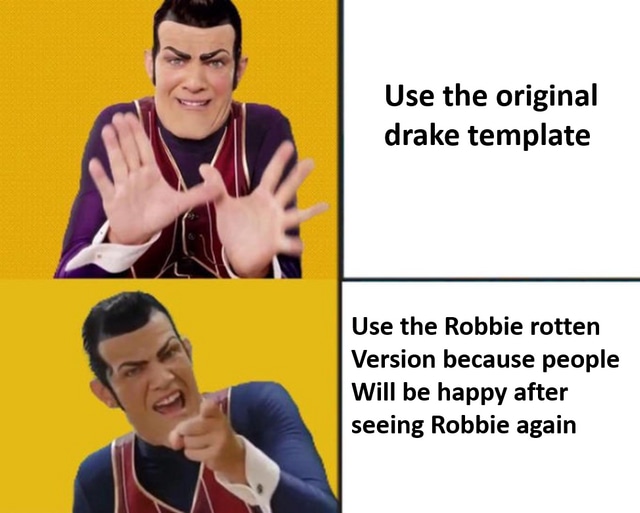 Use the original
drake template
Use the Robbie rotten
Version because people
Will be happy after
seeing Robbie again